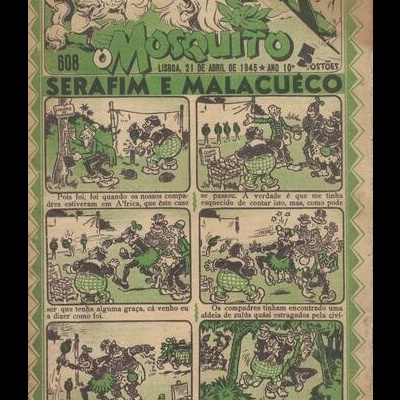 O MOSQUITO
608
LISBOA, 21 DE ABRIL DE 1945 ★ ANO 10º
5 TOSTÕES
SERAFIM E MALACUÉCO
Pois foi, foi quando os nossos compa-
dres estiveram em África, que êste caso
se passou. A verdade é que me tinha
esquecido de contar isto, mas, como pode
ser que tenha alguma graça, cá venho eu
a dizer como foi.
Os compadres tinham encontrado uma
aldeia de zulús quási estragados pela civi-